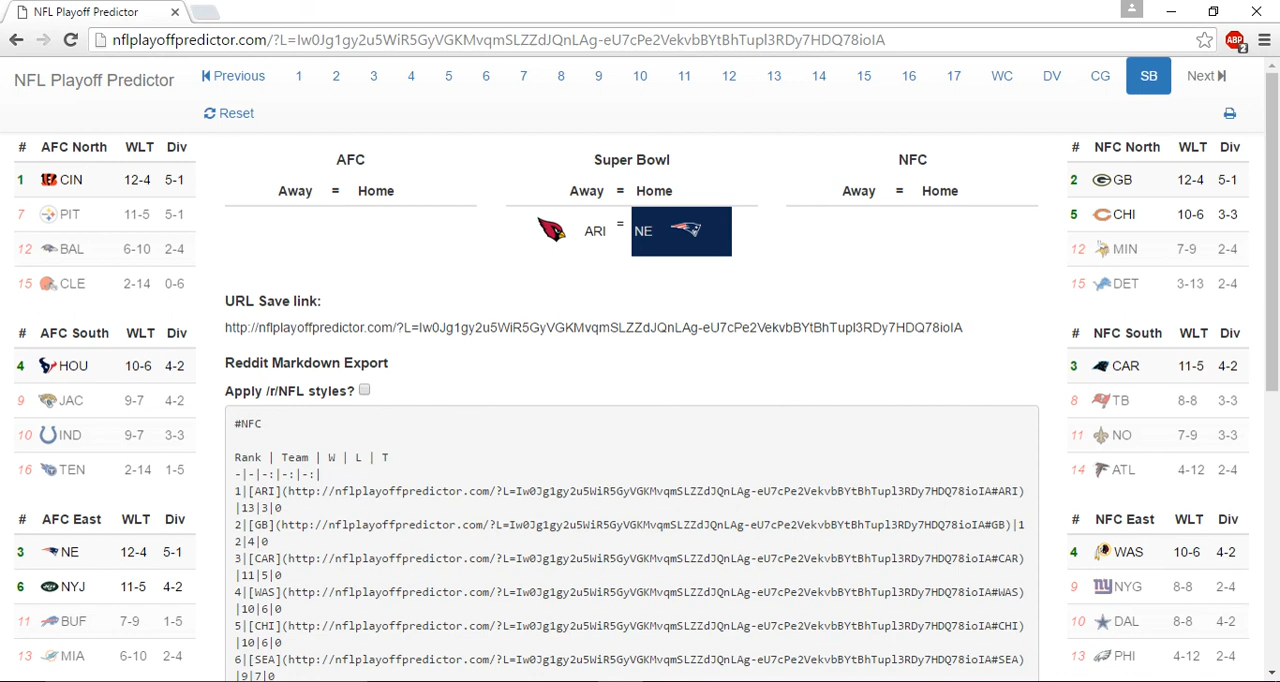 NFL Playoff Predictor
nflplayoffpredictor.com/?L=Iw0Jg1gy2u5WiR5GyVGKMvqmSLZZdJQnLAg-eU7cPe2VekvbBYtBhTupl3RDy7HDQ78ioIA
ABP
2
NFL Playoff Predictor
Previous 1 2 3 4 5 6 7 8 9 10 11 12 13 14 15 16 17 WC DV CG SB Next
Reset
# AFC North WLT Div
1 CIN 12-4 5-1
7 PIT 11-5 5-1
12 BAL 6-10 2-4
15 CLE 2-14 0-6
# AFC South WLT Div
4 HOU 10-6 4-2
9 JAC 9-7 4-2
10 IND 9-7 3-3
16 TEN 2-14 1-5
# AFC East WLT Div
3 NE 12-4 5-1
6 NYJ 11-5 4-2
11 BUF 7-9 1-5
13 MIA 6-10 2-4
AFC
Away = Home
Super Bowl
Away = Home
ARI = NE
NFC
Away = Home
URL Save link:
http://nflplayoffpredictor.com/?L=Iw0Jg1gy2u5WiR5GyVGKMvqmSLZZdJQnLAg-eU7cPe2VekvbBYtBhTupl3RDy7HDQ78ioIA
Reddit Markdown Export
Apply /r/NFL styles?
#NFC
Rank | Team | W | L | T
-|-|-:|-:|-:|
1|[ARI](http://nflplayoffpredictor.com/?L=Iw0Jg1gy2u5WiR5GyVGKMvqmSLZZdJQnLAg-eU7cPe2VekvbBYtBhTupl3RDy7HDQ78ioIA#ARI)
|13|3|0
2|[GB](http://nflplayoffpredictor.com/?L=Iw0Jg1gy2u5WiR5GyVGKMvqmSLZZdJQnLAg-eU7cPe2VekvbBYtBhTupl3RDy7HDQ78ioIA#GB)|1
2|4|0
3|[CAR](http://nflplayoffpredictor.com/?L=Iw0Jg1gy2u5WiR5GyVGKMvqmSLZZdJQnLAg-eU7cPe2VekvbBYtBhTupl3RDy7HDQ78ioIA#CAR)
|11|5|0
4|[WAS](http://nflplayoffpredictor.com/?L=Iw0Jg1gy2u5WiR5GyVGKMvqmSLZZdJQnLAg-eU7cPe2VekvbBYtBhTupl3RDy7HDQ78ioIA#WAS)
|10|6|0
5|[CHI](http://nflplayoffpredictor.com/?L=Iw0Jg1gy2u5WiR5GyVGKMvqmSLZZdJQnLAg-eU7cPe2VekvbBYtBhTupl3RDy7HDQ78ioIA#CHI)
|10|6|0
6|[SEA](http://nflplayoffpredictor.com/?L=Iw0Jg1gy2u5WiR5GyVGKMvqmSLZZdJQnLAg-eU7cPe2VekvbBYtBhTupl3RDy7HDQ78ioIA#SEA)
|9|7|0
# NFC North WLT Div
2 GB 12-4 5-1
5 CHI 10-6 3-3
12 MIN 7-9 2-4
15 DET 3-13 2-4
# NFC South WLT Div
3 CAR 11-5 4-2
8 TB 8-8 3-3
11 NO 7-9 3-3
14 ATL 4-12 2-4
# NFC East WLT Div
4 WAS 10-6 4-2
9 NYG 8-8 2-4
10 DAL 8-8 4-2
13 PHI 4-12 2-4